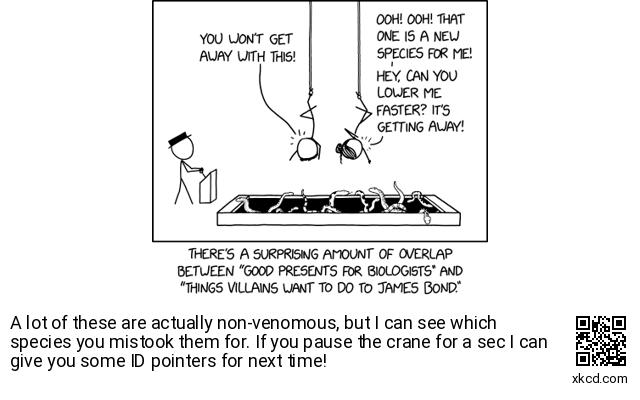 YOU WON'T GET
AWAY WITH THIS!
OOH! OOH! THAT
ONE IS A NEW
SPECIES FOR ME!
HEY, CAN YOU
LOWER ME
FASTER? IT'S
GETTING AWAY!
THERE'S A SURPRISING AMOUNT OF OVERLAP
BETWEEN "GOOD PRESENTS FOR BIOLOGISTS" AND
"THINGS VILLAINS WANT TO DO TO JAMES BOND."
A lot of these are actually non-venomous, but I can see which
species you mistook them for. If you pause the crane for a sec I can
give you some ID pointers for next time!
xkcd.com